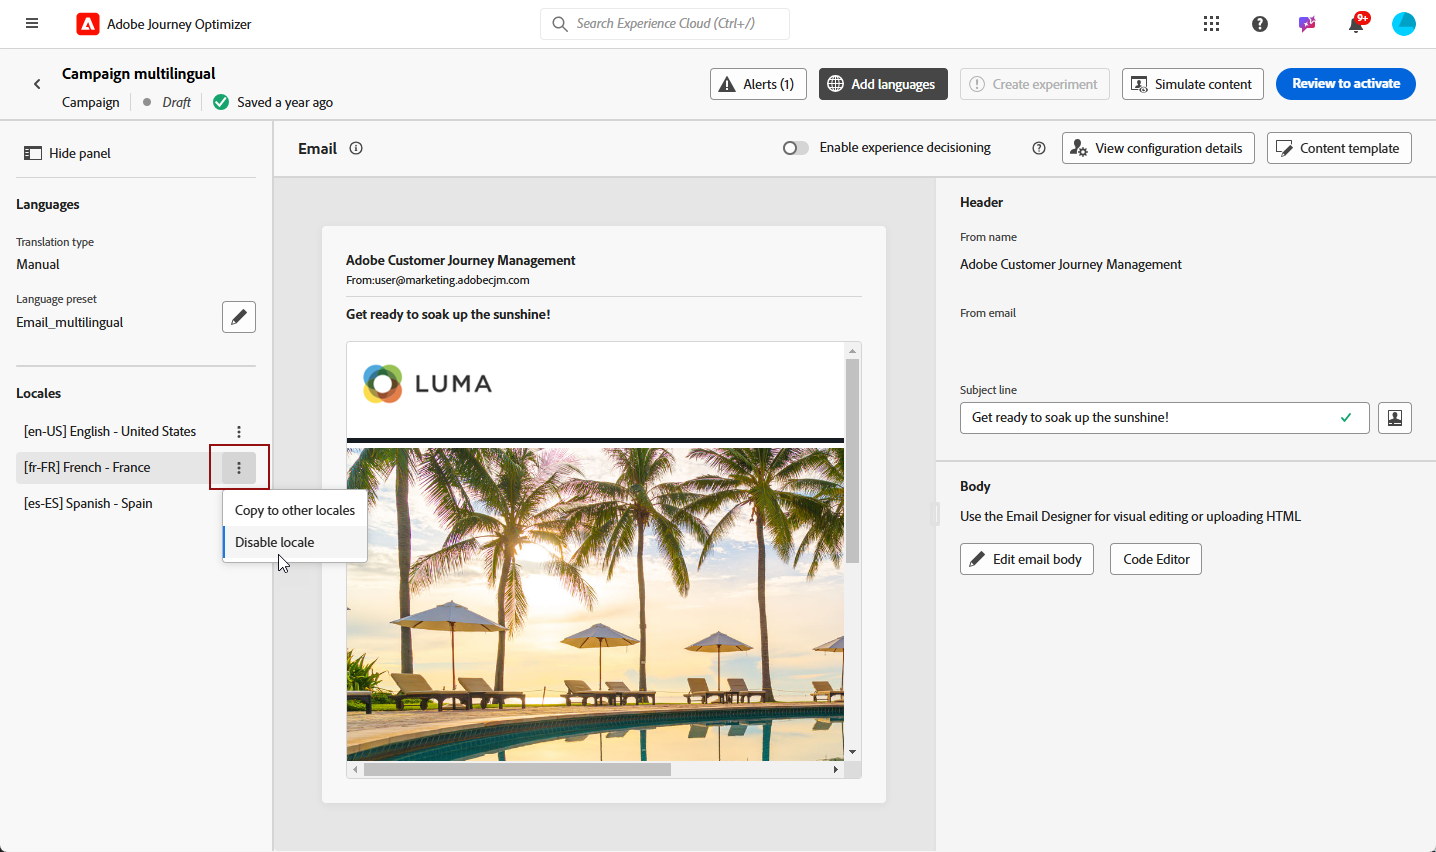 Adobe Journey Optimizer
Search Experience Cloud (Ctrl+/)
9+
Campaign multilingual
Campaign
Draft
Saved a year ago
Alerts (1)
Add languages
Create experiment
Simulate content
Review to activate
Hide panel
Email
Enable experience decisioning
View configuration details
Content template
Languages
Translation type
Manual
Language preset
Email_multilingual
Locales
[en-US] English - United States
[fr-FR] French - France
[es-ES] Spanish - Spain
Copy to other locales
Disable locale
Adobe Customer Journey Management
From:user@marketing.adobecjm.com
Get ready to soak up the sunshine!
LUMA
Header
From name
Adobe Customer Journey Management
From email
Subject line
Get ready to soak up the sunshine!
Body
Use the Email Designer for visual editing or uploading HTML
Edit email body
Code Editor